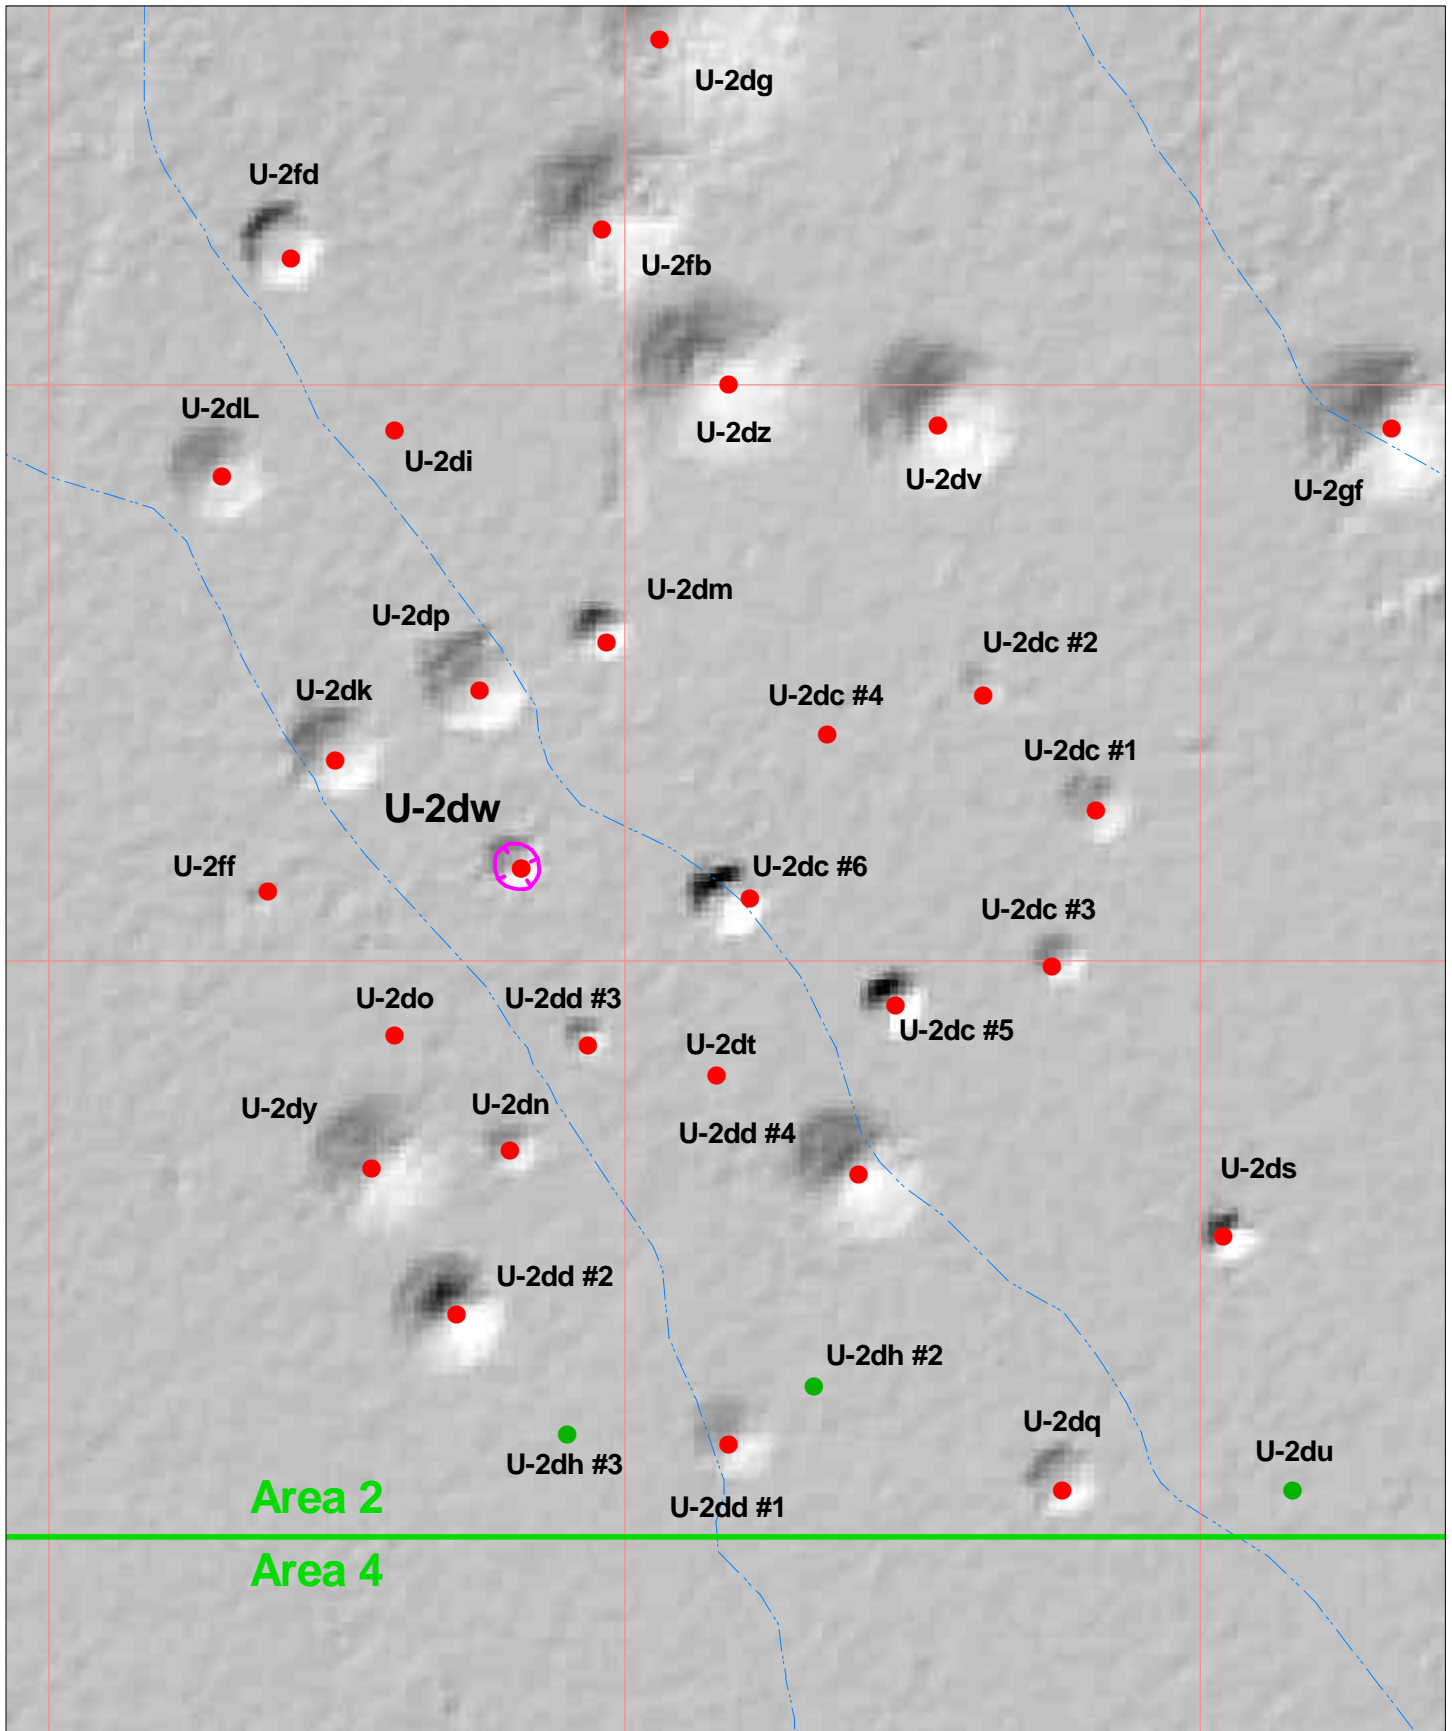 U-2dg
U-2fd
U-2fb
U-2dL
U-2dz
U-2di
U-2dv
U-2gf
U-2dm
U-2dp
U-2dc #2
U-2dk
U-2dc #4
U-2dc #1
U-2dw
U-2ff
U-2dc #6
U-2dc #3
U-2do
U-2dd #3
U-2dc #5
U-2dt
U-2dy
U-2dn
U-2dd #4
U-2ds
U-2dd #2
U-2dh #2
U-2dq
U-2dh #3
U-2du
Area 2
U-2dd #1
Area 4